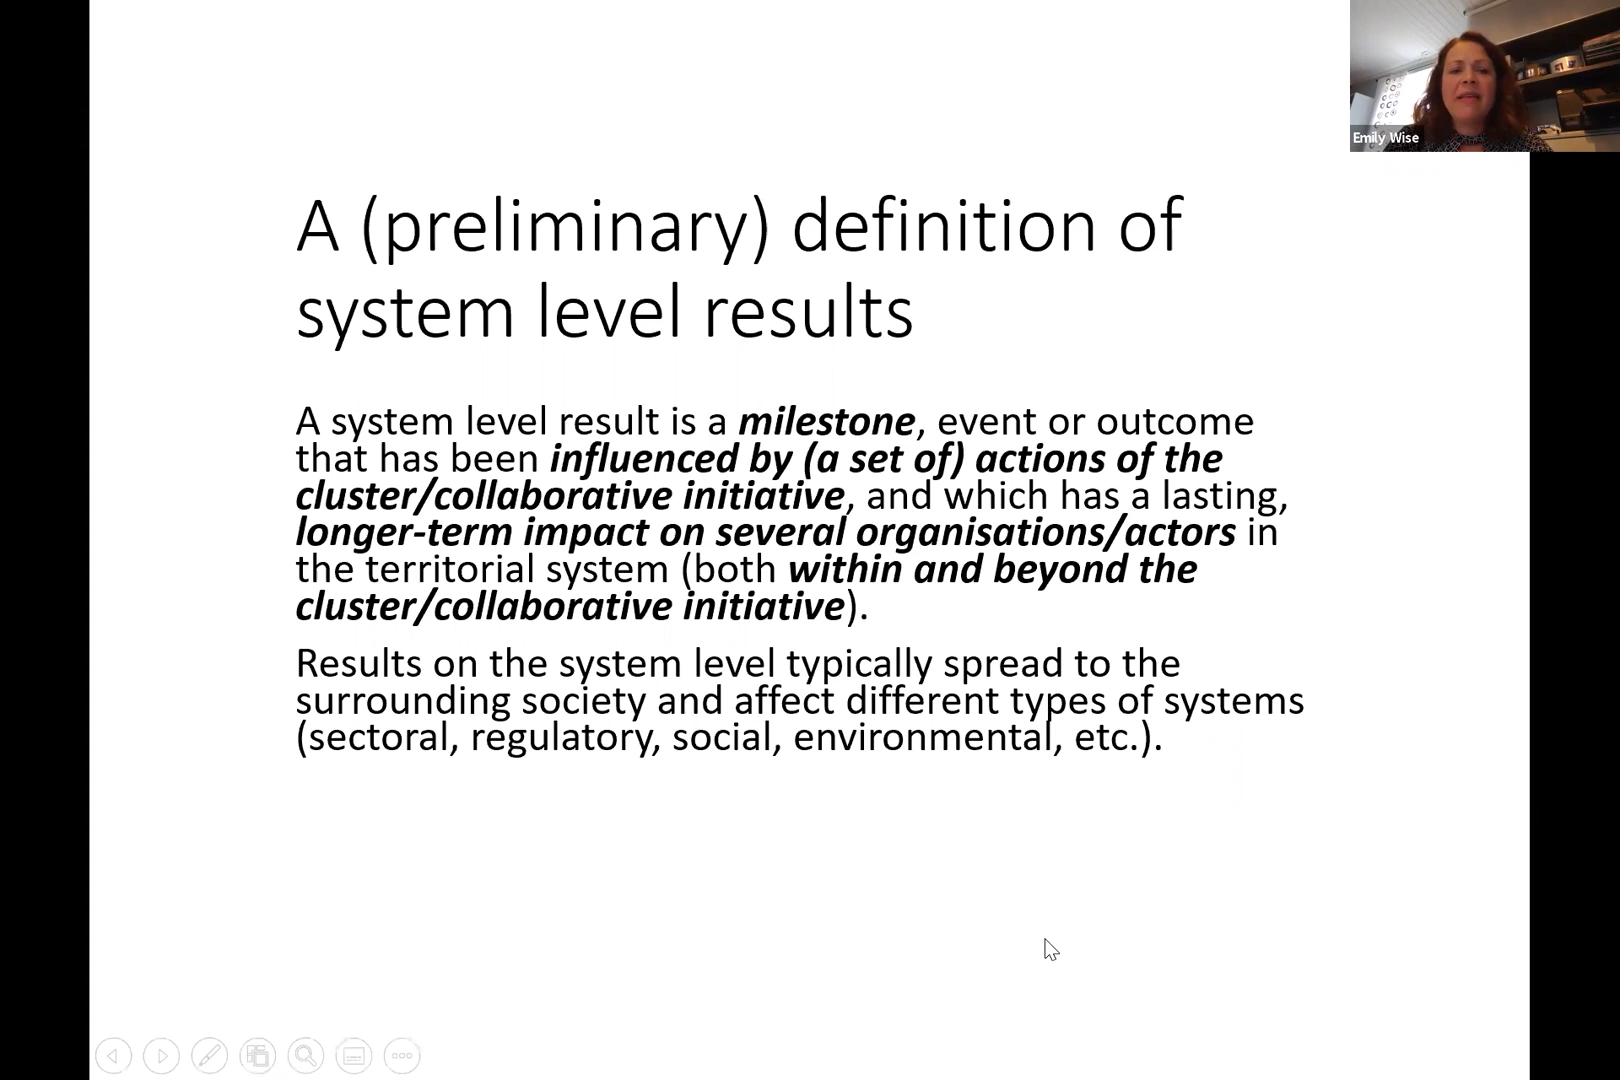 Emily Wise
A (preliminary) definition of
system level results
A system level result is a milestone, event or outcome
that has been influenced by (a set of) actions of the
cluster/collaborative initiative, and which has a lasting,
longer-term impact on several organisations/actors in
the territorial system (both within and beyond the
cluster/collaborative initiative).
Results on the system level typically spread to the
surrounding society and affect different types of systems
(sectoral, regulatory, social, environmental, etc.).